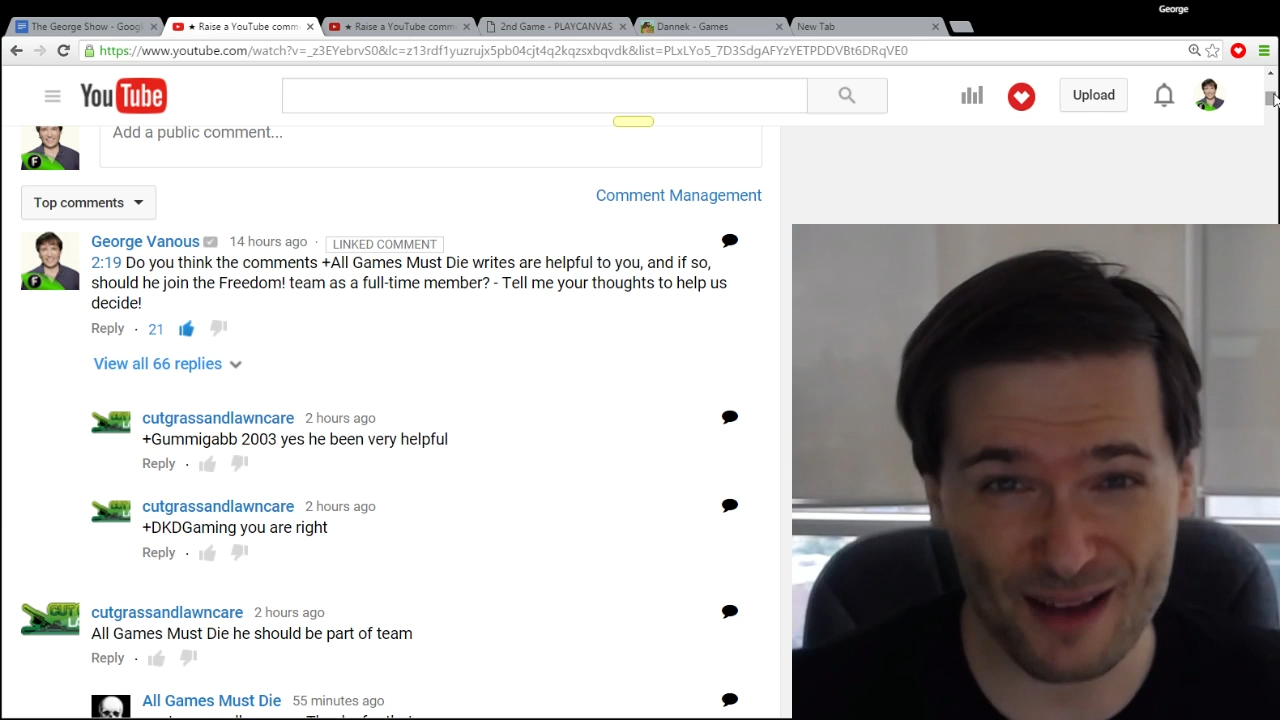 George
The George Show - Googl
★ Raise a YouTube comm
★ Raise a YouTube comm
2nd Game - PLAYCANVAS
Dannek - Games
New Tab
https://www.youtube.com/watch?v=_z3EYebrvS0&lc=z13rdf1yuzrujx5pb04cjt4q2kqzsxbqvdk&list=PLxLYo5_7D3SdgAFYzYETPDDVBt6DRqVE0
YouTube
Upload
Add a public comment...
Top comments
Comment Management
George Vanous 14 hours ago · LINKED COMMENT
2:19 Do you think the comments +All Games Must Die writes are helpful to you, and if so,
should he join the Freedom! team as a full-time member? - Tell me your thoughts to help us
decide!
Reply · 21
View all 66 replies
cutgrassandlawncare 2 hours ago
+Gummigabb 2003 yes he been very helpful
Reply ·
cutgrassandlawncare 2 hours ago
+DKDGaming you are right
Reply ·
cutgrassandlawncare 2 hours ago
All Games Must Die he should be part of team
Reply ·
All Games Must Die 55 minutes ago